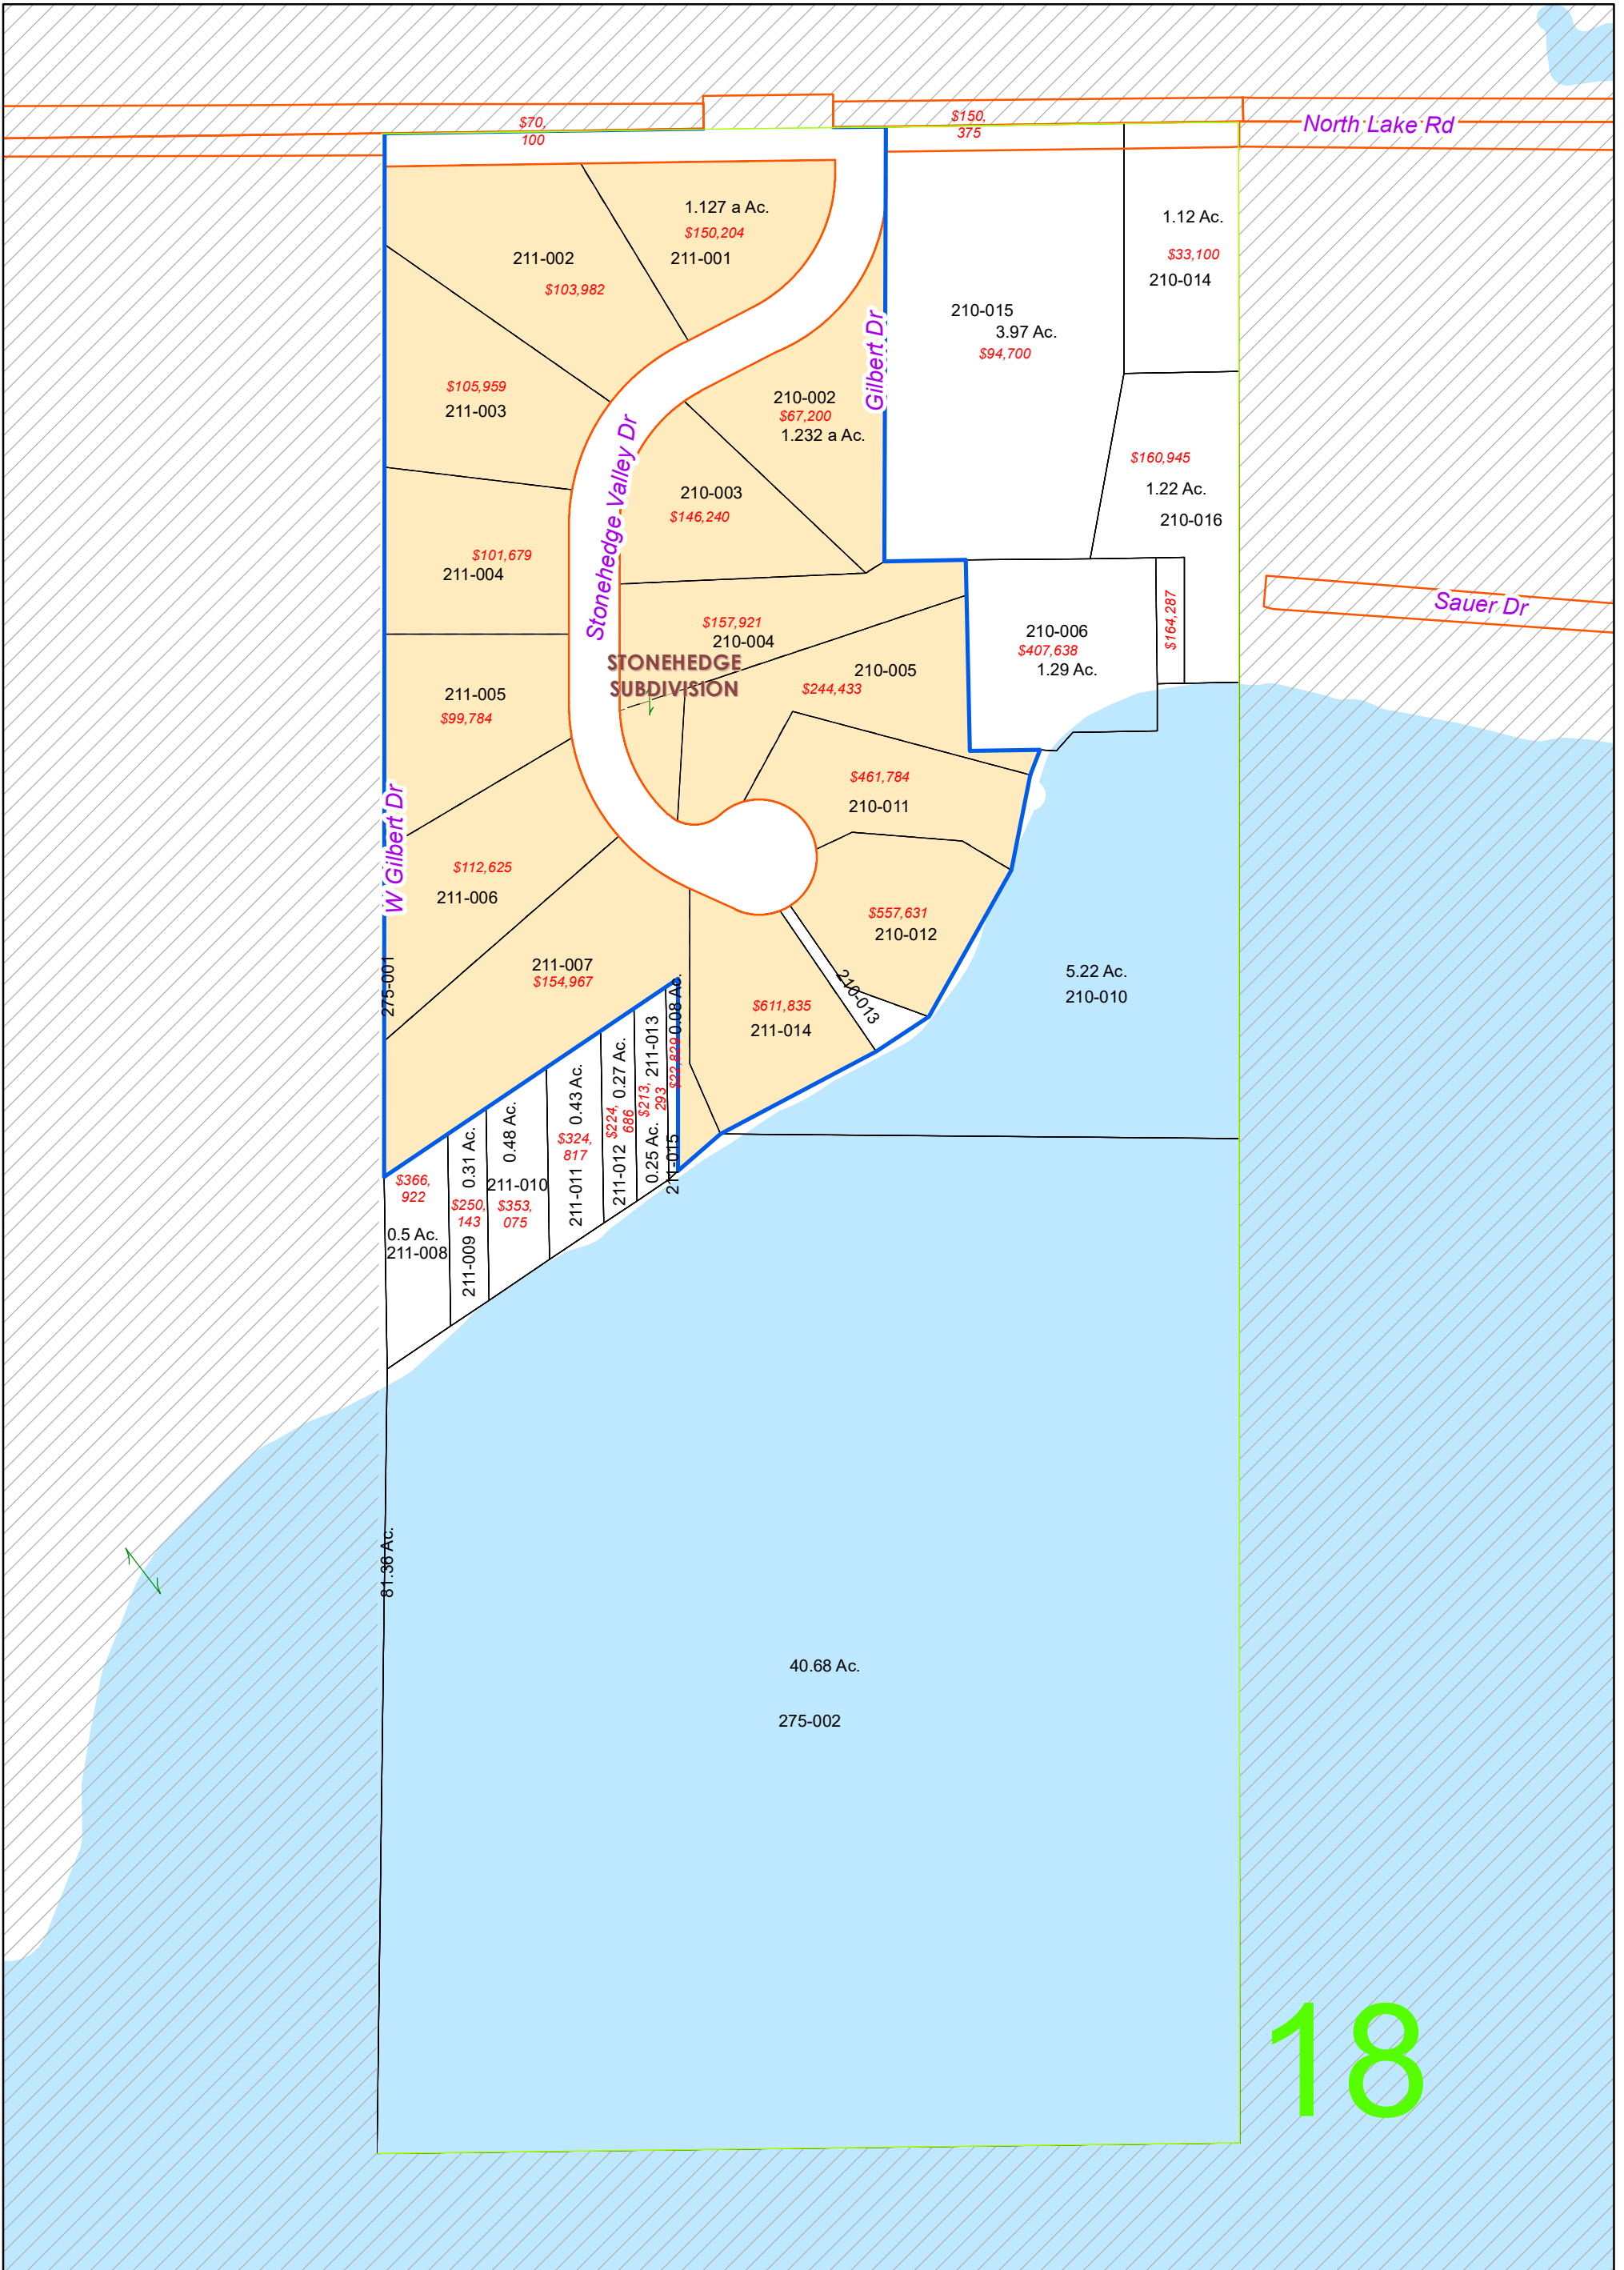 $70,
100
$150,
375
North Lake Rd
1.127 a Ac.
$150,204
211-001
211-002
$103,982
1.12 Ac.
$33,100
210-014
210-015
3.97 Ac.
$94,700
Gilbert Dr
$105,959
211-003
210-002
$67,200
1.232 a Ac.
$160,945
1.22 Ac.
210-016
210-003
$146,240
Stonehedge Valley Dr
$101,679
211-004
Sauer Dr
$157,921
210-004
210-006
$407,638
1.29 Ac.
$164,287
STONEHEDGE
SUBDIVISION
210-005
$244,433
211-005
$99,784
$461,784
210-011
W Gilbert Dr
$112,625
211-006
$557,631
210-012
275-001
211-007
$154,967
210-013
5.22 Ac.
210-010
$611,835
211-014
0.08 Ac.
$22,829
211-015
211-013
$213,
293
0.25 Ac.
0.27 Ac.
$224,
686
211-012
0.43 Ac.
$324,
817
211-011
0.48 Ac.
211-010
$353,
075
0.31 Ac.
$250,
143
211-009
$366,
922
0.5 Ac.
211-008
81.36 Ac.
40.68 Ac.
275-002
18